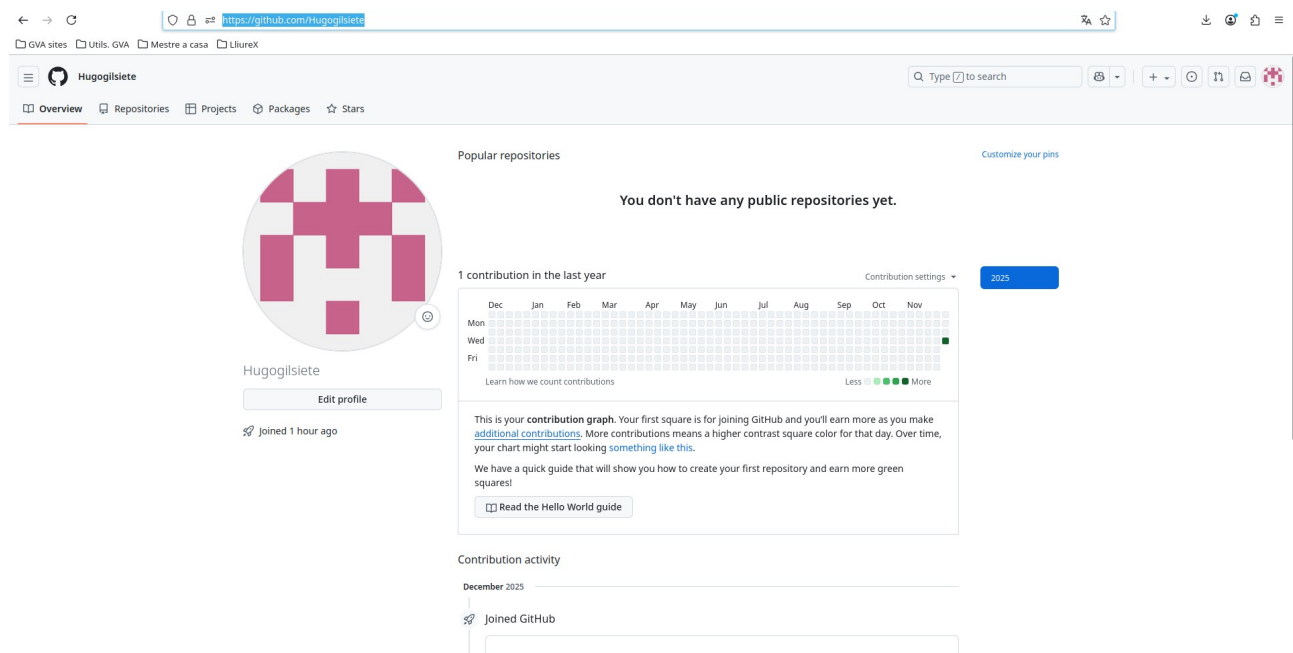 https://github.com/Hugogilsiete
GVA sites Utils. GVA Mestre a casa LliureX
Hugogilsiete
Type / to search
Overview Repositories Projects Packages Stars
Popular repositories
Customize your pins
You don't have any public repositories yet.
1 contribution in the last year
Contribution settings
2025
Dec Jan Feb Mar Apr May Jun Jul Aug Sep Oct Nov
Mon
Wed
Fri
Learn how we count contributions
Less More
Hugogilsiete
Edit profile
Joined 1 hour ago
This is your contribution graph. Your first square is for joining GitHub and you'll earn more as you make
additional contributions. More contributions means a higher contrast square color for that day. Over time,
your chart might start looking something like this.
We have a quick guide that will show you how to create your first repository and earn more green
squares!
Read the Hello World guide
Contribution activity
December 2025
Joined GitHub